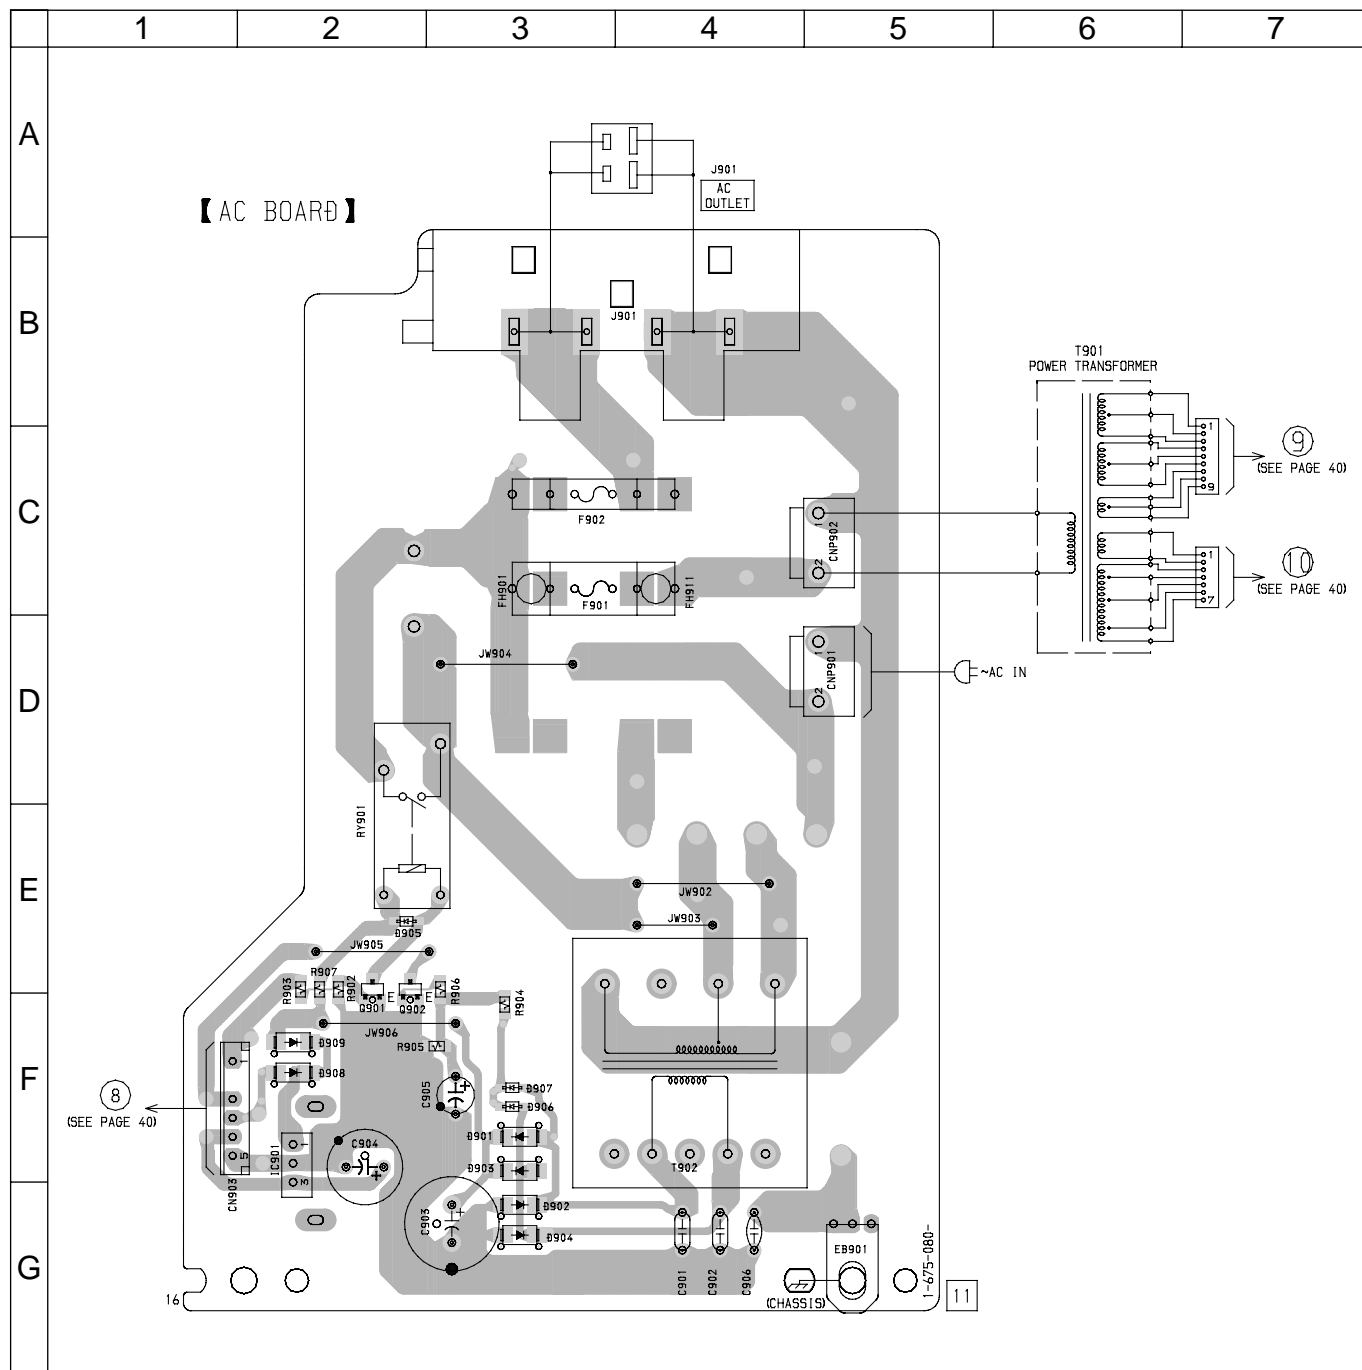 1 2 3 4 5 6 7
A
J901
AC
OUTLET
【AC BOARD】
B
J901
T901
POWER TRANSFORMER
1
9
⑨
(SEE PAGE 40)
C
F902
1
CNP902
2
1
7
⑩
(SEE PAGE 40)
FH901
F901
FH911
D
JW904
1
CNP901
2
~AC IN
RY901
E
JW902
JW903
D905
JW905
R903
R907
R902
Q901
E
Q902
E
R906
R904
JW906
R905
D909
D908
F
1
5
CN903
⑧
(SEE PAGE 40)
C905
D907
D906
D901
D903
D902
D904
IC901
1
3
C904
T902
C903
G
C901
C902
C906
EB901
(CHASSIS)
1-675-080-
11
16